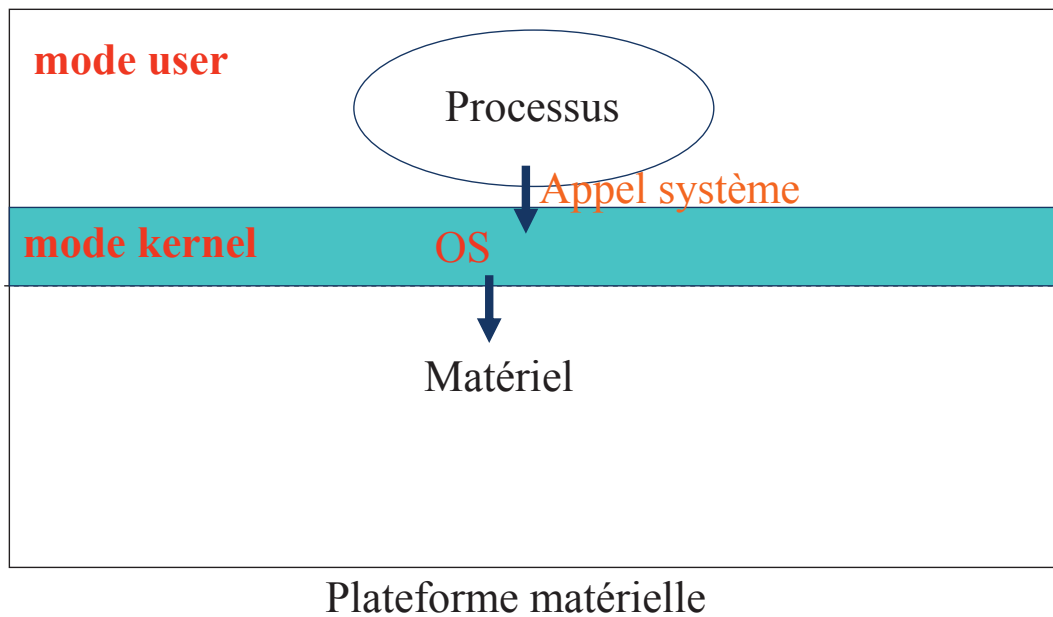 mode user
Processus
Appel système
mode kernel
OS
Matériel
Plateforme matérielle